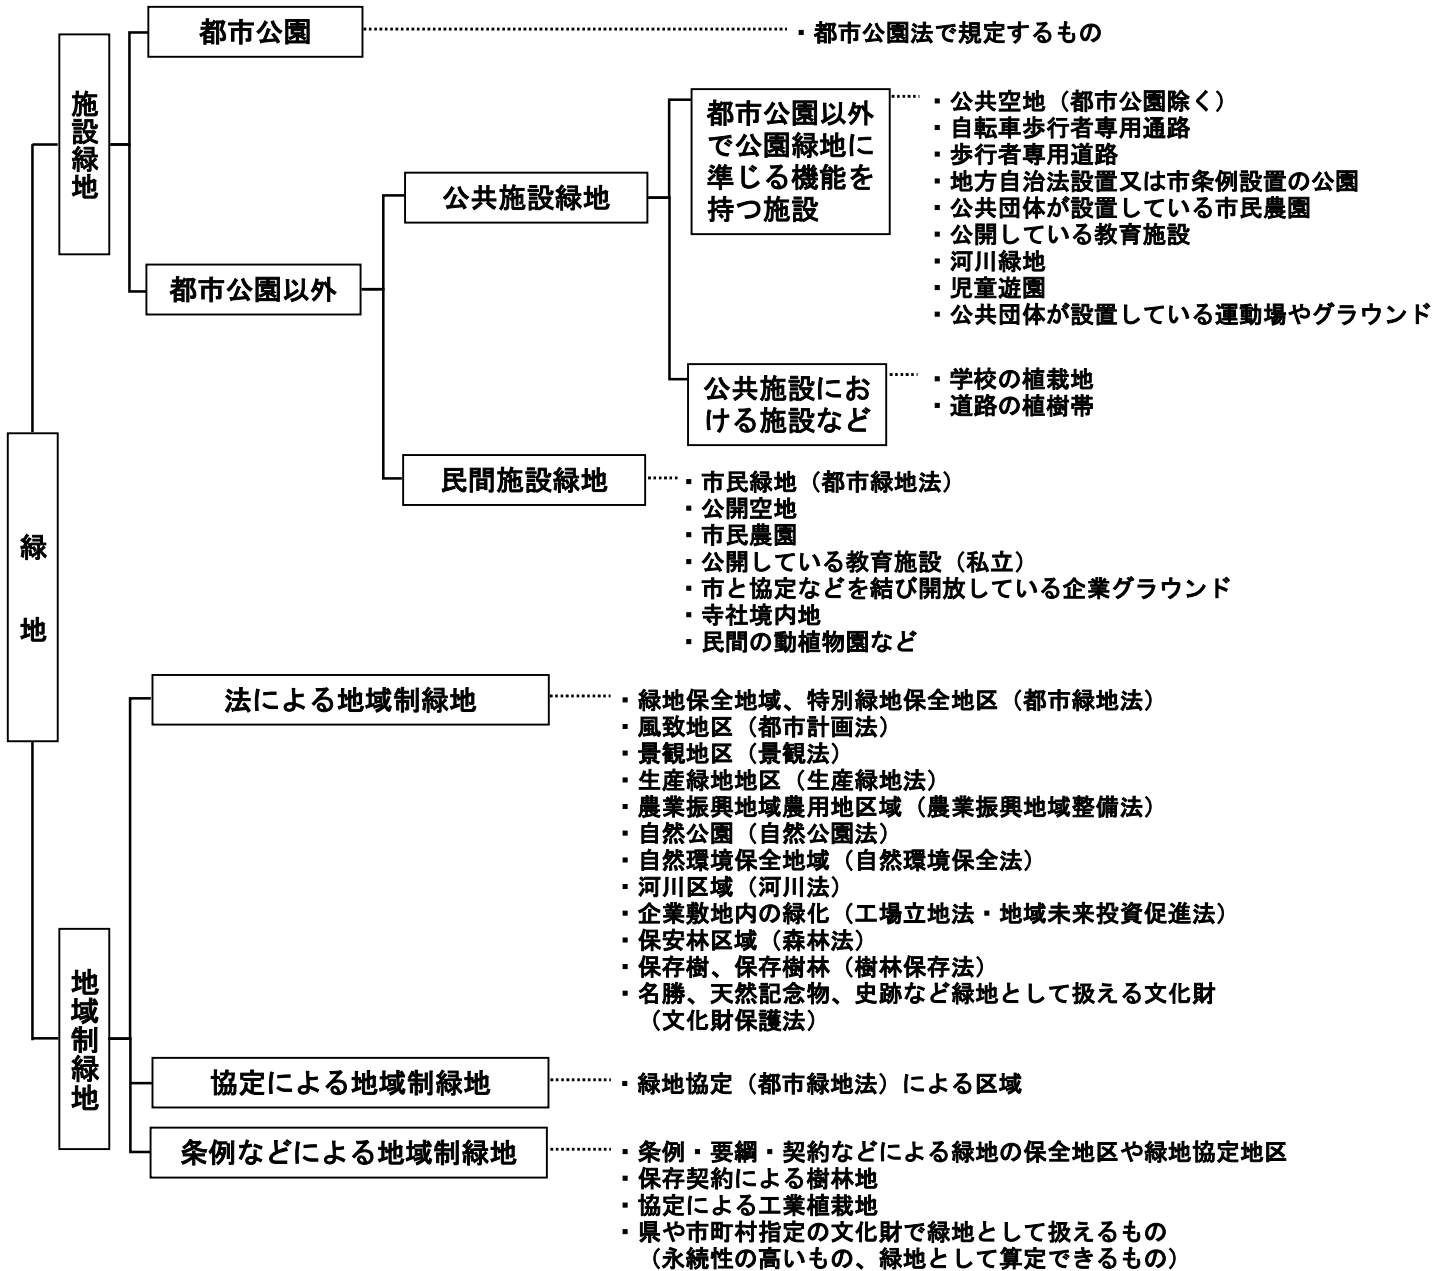 緑地
施設緑地
都市公園
・都市公園法で規定するもの
都市公園以外
公共施設緑地
都市公園以外
で公園緑地に
準じる機能を
持つ施設
・公共空地（都市公園除く）
・自転車歩行者専用通路
・歩行者専用道路
・地方自治法設置又は市条例設置の公園
・公共団体が設置している市民農園
・公開している教育施設
・河川緑地
・児童遊園
・公共団体が設置している運動場やグラウンド
公共施設にお
ける施設など
・学校の植栽地
・道路の植樹帯
民間施設緑地
・市民緑地（都市緑地法）
・公開空地
・市民農園
・公開している教育施設（私立）
・市と協定などを結び開放している企業グラウンド
・寺社境内地
・民間の動植物園など
地域制緑地
法による地域制緑地
・緑地保全地域、特別緑地保全地区（都市緑地法）
・風致地区（都市計画法）
・景観地区（景観法）
・生産緑地地区（生産緑地法）
・農業振興地域農用地区域（農業振興地域整備法）
・自然公園（自然公園法）
・自然環境保全地域（自然環境保全法）
・河川区域（河川法）
・企業敷地内の緑化（工場立地法・地域未来投資促進法）
・保安林区域（森林法）
・保存樹、保存樹林（樹林保存法）
・名勝、天然記念物、史跡など緑地として扱える文化財
（文化財保護法）
協定による地域制緑地
・緑地協定（都市緑地法）による区域
条例などによる地域制緑地
・条例・要綱・契約などによる緑地の保全地区や緑地協定地区
・保存契約による樹林地
・協定による工業植栽地
・県や市町村指定の文化財で緑地として扱えるもの
（永続性の高いもの、緑地として算定できるもの）